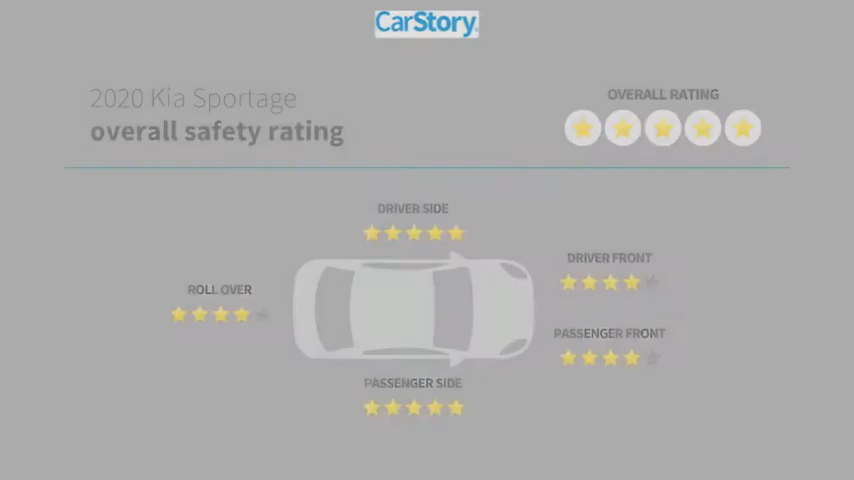 CarStory
2020 Kia Sportage
overall safety rating
OVERALL RATING
DRIVER SIDE
DRIVER FRONT
ROLL OVER
PASSENGER FRONT
PASSENGER SIDE